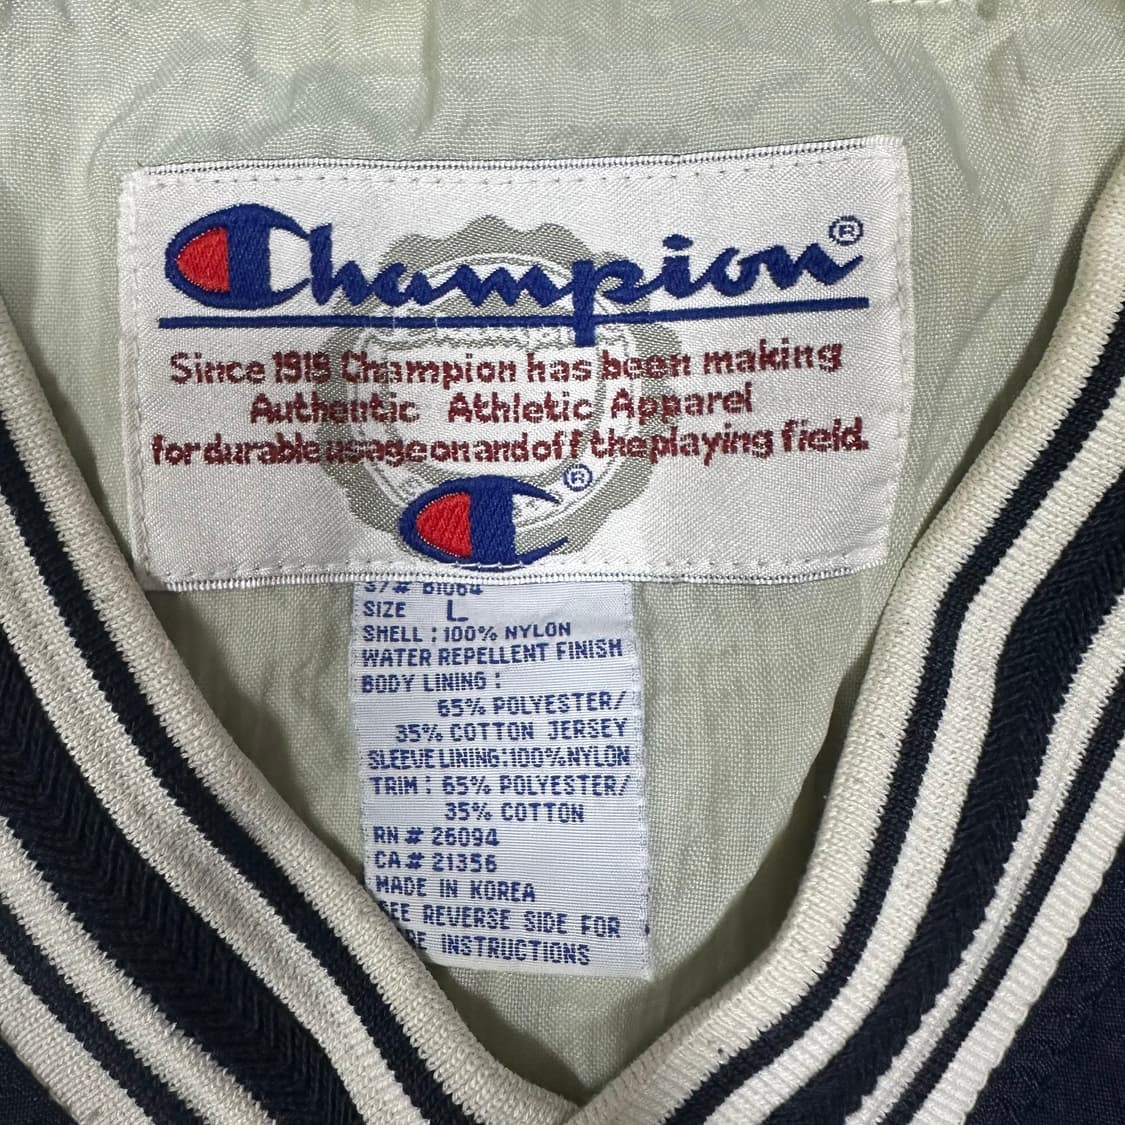 Champion®
Since 1919 Champion has been making
Authentic Athletic Apparel
for durable usage on and off the playing field.
®
S/# 81064
SIZE L
SHELL : 100% NYLON
WATER REPELLENT FINISH
BODY LINING :
65% POLYESTER/
35% COTTON JERSEY
SLEEVE LINING : 100% NYLON
TRIM : 65% POLYESTER/
35% COTTON
RN # 26094
CA # 21356
MADE IN KOREA
SEE REVERSE SIDE FOR
INSTRUCTIONS